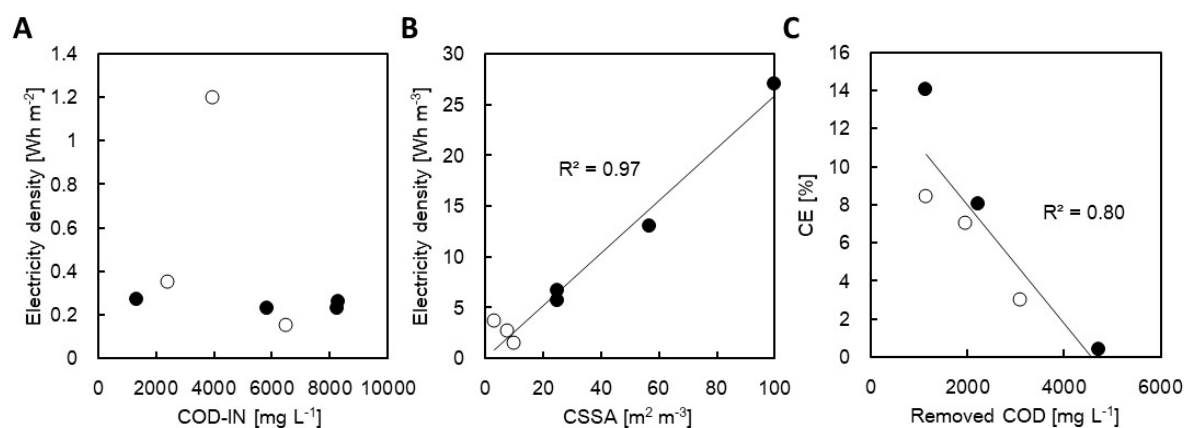 A
Electricity density [Wh m⁻²]
1.4
1.2
1
0.8
0.6
0.4
0.2
0
0 2000 4000 6000 8000 10000
COD-IN [mg L⁻¹]
B
Electricity density [Wh m⁻³]
30
25
20
15
10
5
0
R² = 0.97
0 20 40 60 80 100
CSSA [m² m⁻³]
C
CE [%]
16
14
12
10
8
6
4
2
0
R² = 0.80
0 2000 4000 6000
Removed COD [mg L⁻¹]